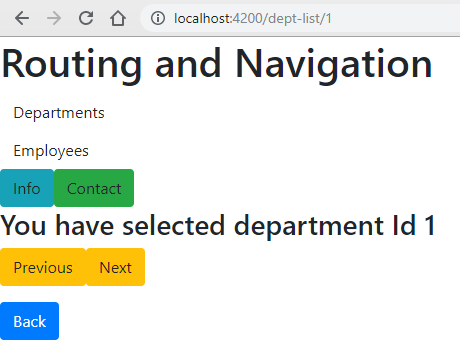 localhost:4200/dept-list/1
Routing and Navigation
Departments
Employees
Info Contact
You have selected department Id 1
Previous Next
Back